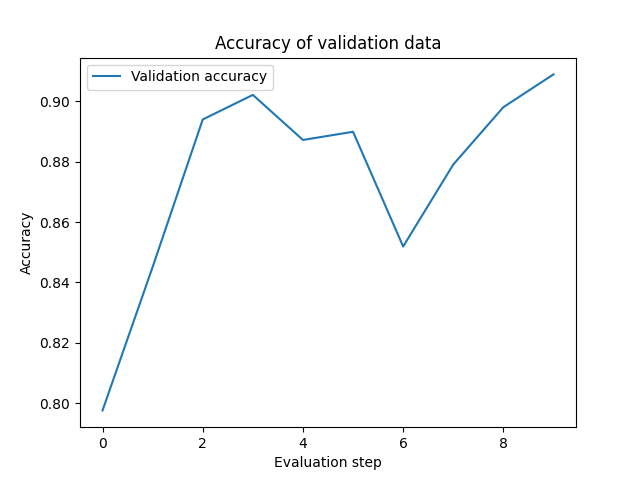 Accuracy of validation data
Validation accuracy
Accuracy
0.90
0.88
0.86
0.84
0.82
0.80
0 2 4 6 8
Evaluation step